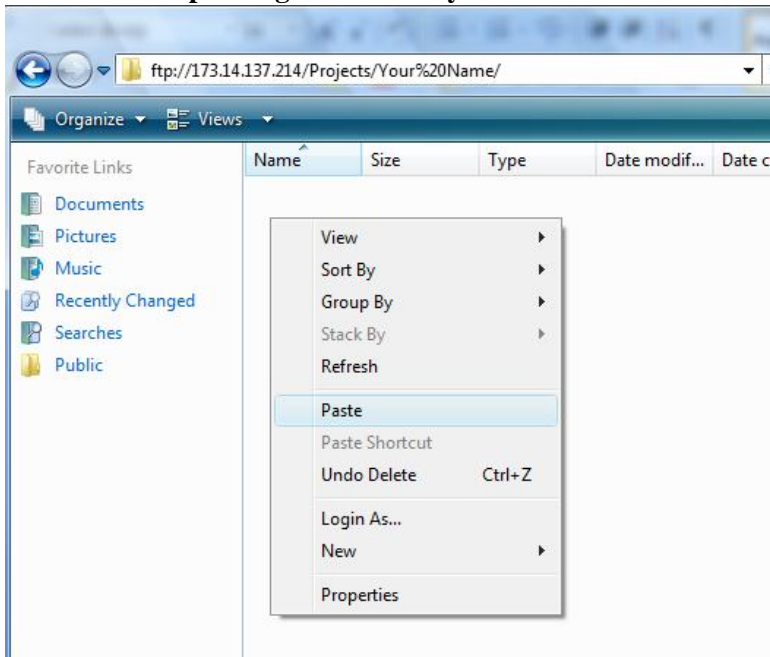 ftp://173.14.137.214/Projects/Your%20Name/
Organize Views
Favorite Links
Name Size Type Date modif... Date c
Documents
Pictures
Music
Recently Changed
Searches
Public
View
Sort By
Group By
Stack By
Refresh
Paste
Paste Shortcut
Undo Delete Ctrl+Z
Login As...
New
Properties